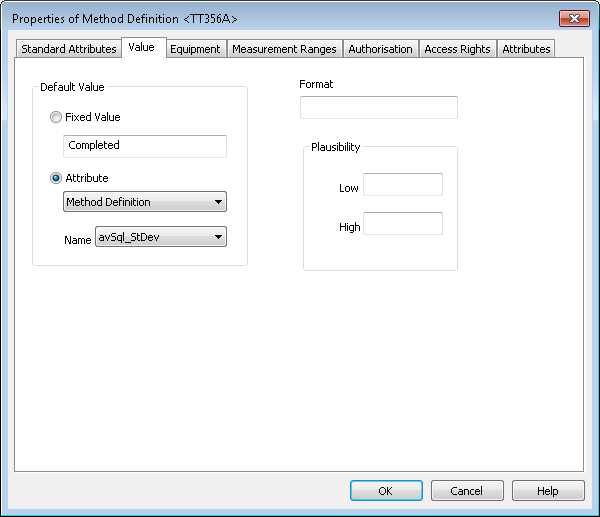 Properties of Method Definition <TT356A>
Standard Attributes Value Equipment Measurement Ranges Authorisation Access Rights Attributes
Default Value
Fixed Value
Completed
Attribute
Method Definition
Name avSql_StDev
Format
Plausibility
Low
High
OK Cancel Help